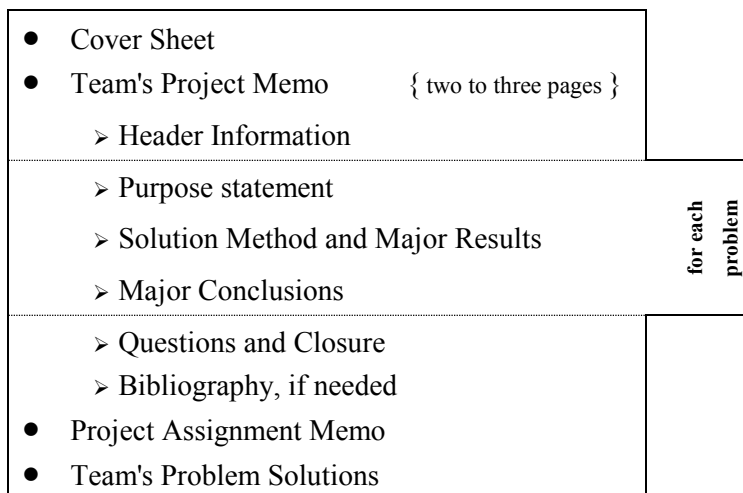 ● Cover Sheet
● Team's Project Memo { two to three pages }
➢ Header Information
➢ Purpose statement
➢ Solution Method and Major Results
➢ Major Conclusions
for each
problem
➢ Questions and Closure
➢ Bibliography, if needed
● Project Assignment Memo
● Team's Problem Solutions